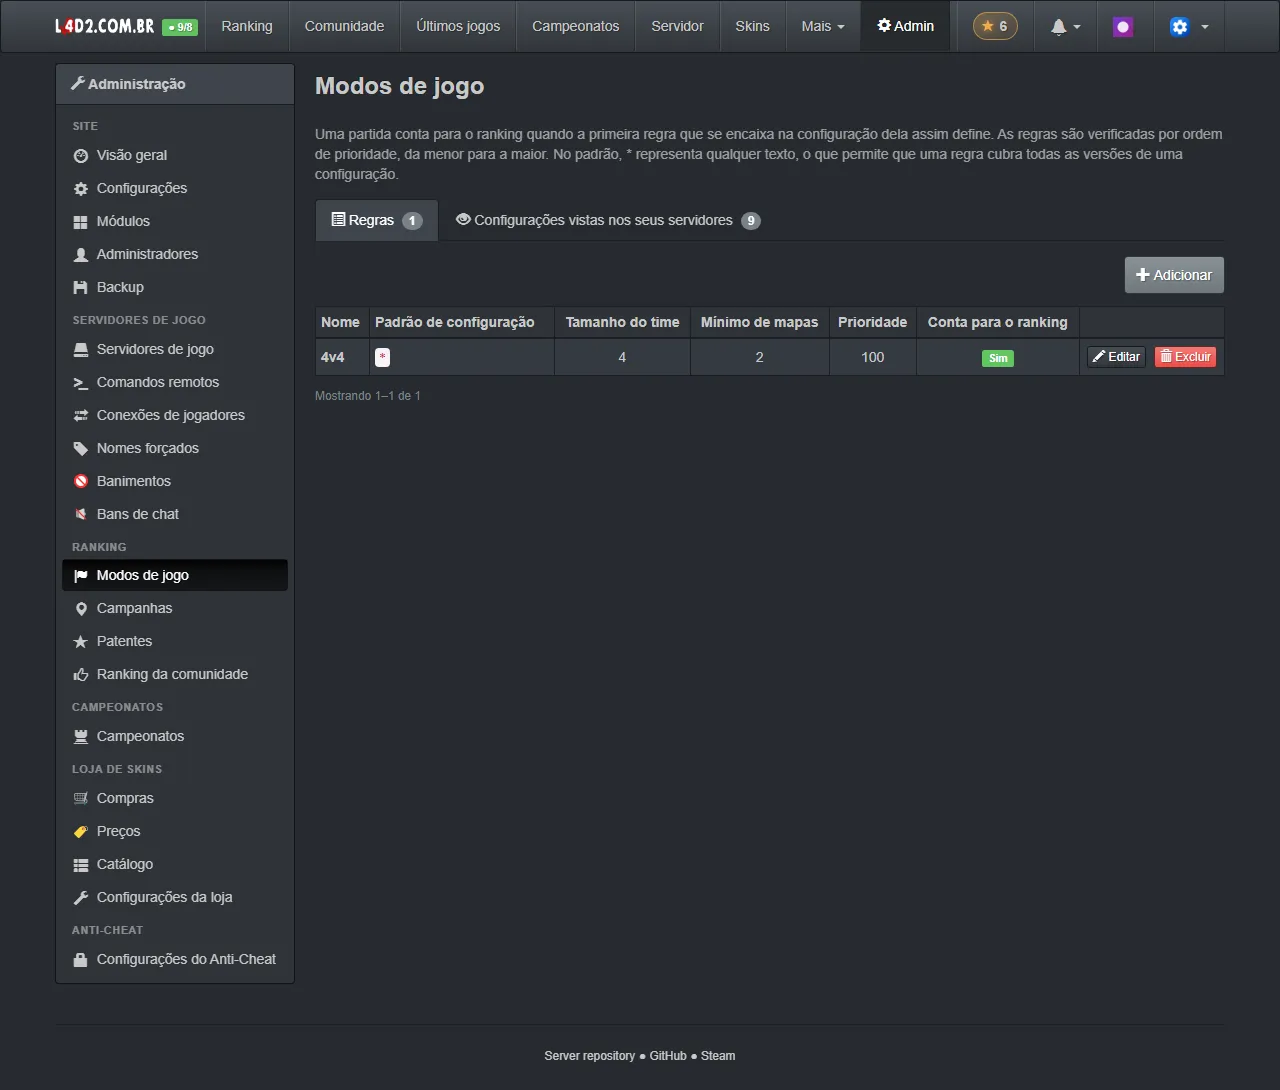 L4D2.COM.BR
● 9/8
Ranking
Comunidade
Últimos jogos
Campeonatos
Servidor
Skins
Mais
Admin
6
Administração
SITE
Visão geral
Configurações
Módulos
Administradores
Backup
SERVIDORES DE JOGO
Servidores de jogo
Comandos remotos
Conexões de jogadores
Nomes forçados
Banimentos
Bans de chat
RANKING
Modos de jogo
Campanhas
Patentes
Ranking da comunidade
CAMPEONATOS
Campeonatos
LOJA DE SKINS
Compras
Preços
Catálogo
Configurações da loja
ANTI-CHEAT
Configurações do Anti-Cheat
Modos de jogo
Uma partida conta para o ranking quando a primeira regra que se encaixa na configuração dela assim define. As regras são verificadas por ordem
de prioridade, da menor para a maior. No padrão, * representa qualquer texto, o que permite que uma regra cubra todas as versões de uma
configuração.
Regras 1
Configurações vistas nos seus servidores 9
Adicionar
Nome Padrão de configuração Tamanho do time Mínimo de mapas Prioridade Conta para o ranking
4v4 * 4 2 100 Sim Editar Excluir
Mostrando 1–1 de 1
Server repository ● GitHub ● Steam